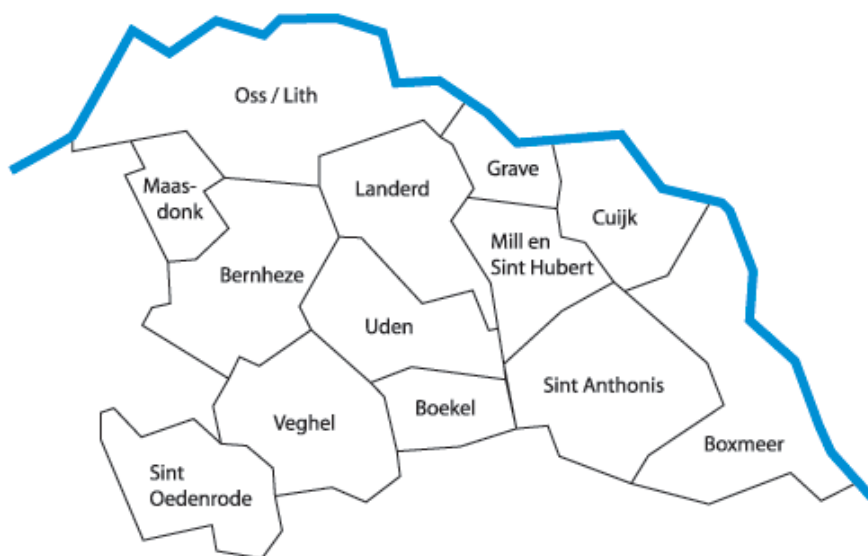 Oss / Lith
Grave
Maas-
donk
Landerd
Cuijk
Mill en
Sint Hubert
Bernheze
Uden
Sint Anthonis
Boekel
Veghel
Boxmeer
Sint
Oedenrode